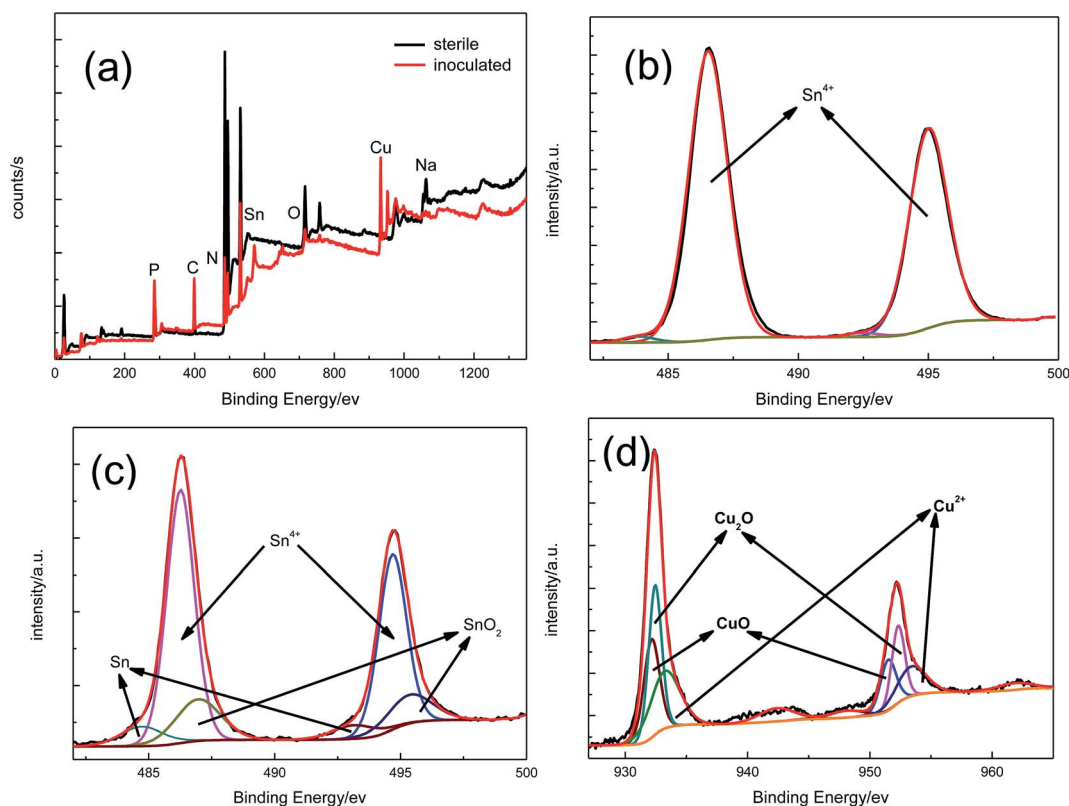 (a)
sterile
inoculated
P
C
N
Sn
O
Cu
Na
counts/s
0
200
400
600
800
1000
1200
Binding Energy/ev
(b)
Sn⁴⁺
intensity/a.u.
485
490
495
500
Binding Energy/ev
(c)
Sn⁴⁺
Sn
SnO₂
intensity/a.u.
485
490
495
500
Binding Energy/ev
(d)
Cu₂O
Cu²⁺
CuO
intensity/a.u.
930
940
950
960
Binding Energy/ev